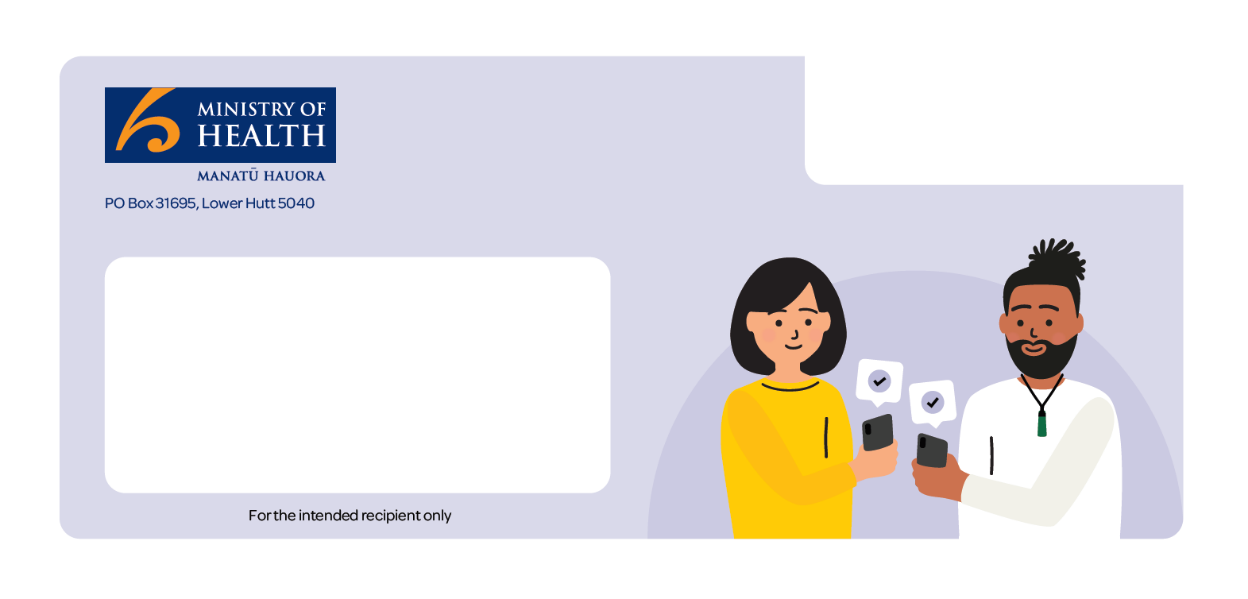 MINISTRY OF
HEALTH
MANATŪ HAUORA
PO Box 31695, Lower Hutt 5040
For the intended recipient only